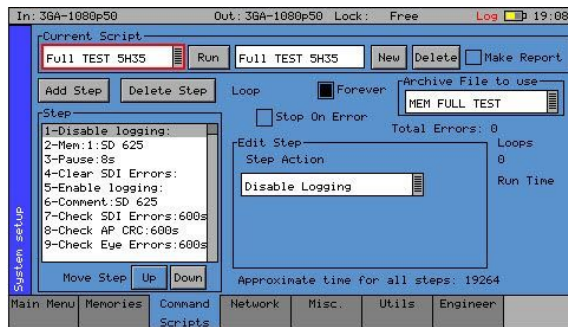 In: 3GA-1080p50 Out: 3GA-1080p50 Lock: Free Log 19:08
Current Script
Full TEST 5H35 Run Full TEST 5H35 New Delete Make Report
Add Step Delete Step Loop Forever Archive File to use
MEM FULL TEST
Stop On Error
Total Errors: 0
Step
1-Disable logging:
2-Mem:1:SD 625
3-Pause:8s
4-Clear SDI Errors:
5-Enable logging:
6-Comment:SD 625
7-Check SDI Errors:600s
8-Check AP CRC:600s
9-Check Eye Errors:600s
Edit Step
Step Action
Disable Logging
Loops
0
Run Time
Move Step Up Down
Approximate time for all steps: 19264
System setup
Main Menu Memories Command Scripts Network Misc. Utils Engineer